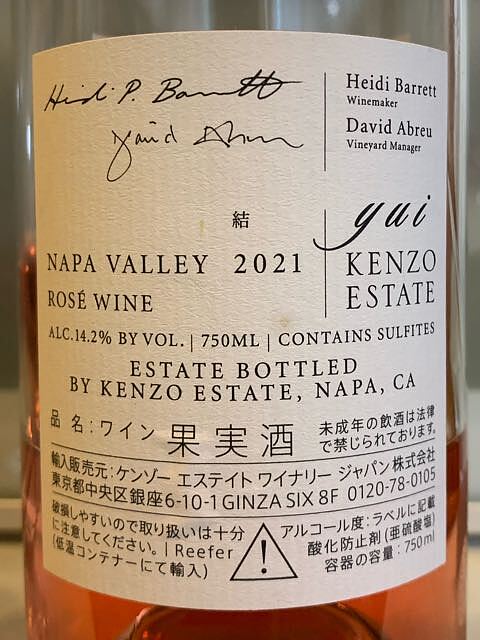 Heidi P. Barrett
Heidi Barrett
Winemaker
David Abreu
David Abreu
Vineyard Manager
結
yui
NAPA VALLEY 2021
ROSÉ WINE
KENZO
ESTATE
ALC.14.2% BY VOL. | 750ML | CONTAINS SULFITES
ESTATE BOTTLED
BY KENZO ESTATE, NAPA, CA
品 名:ワイン 果実酒 未成年の飲酒は法律
で禁じられております。
輸入販売元:ケンゾー エステイト ワイナリー ジャパン株式会社
東京都中央区銀座6-10-1 GINZA SIX 8F 0120-78-0105
破損しやすいので取り扱いは十分
に注意してください。| Reefer
(低温コンテナーにて輸入)
!
アルコール度:ラベルに記載
酸化防止剤(亜硫酸塩)
容器の容量:750ml